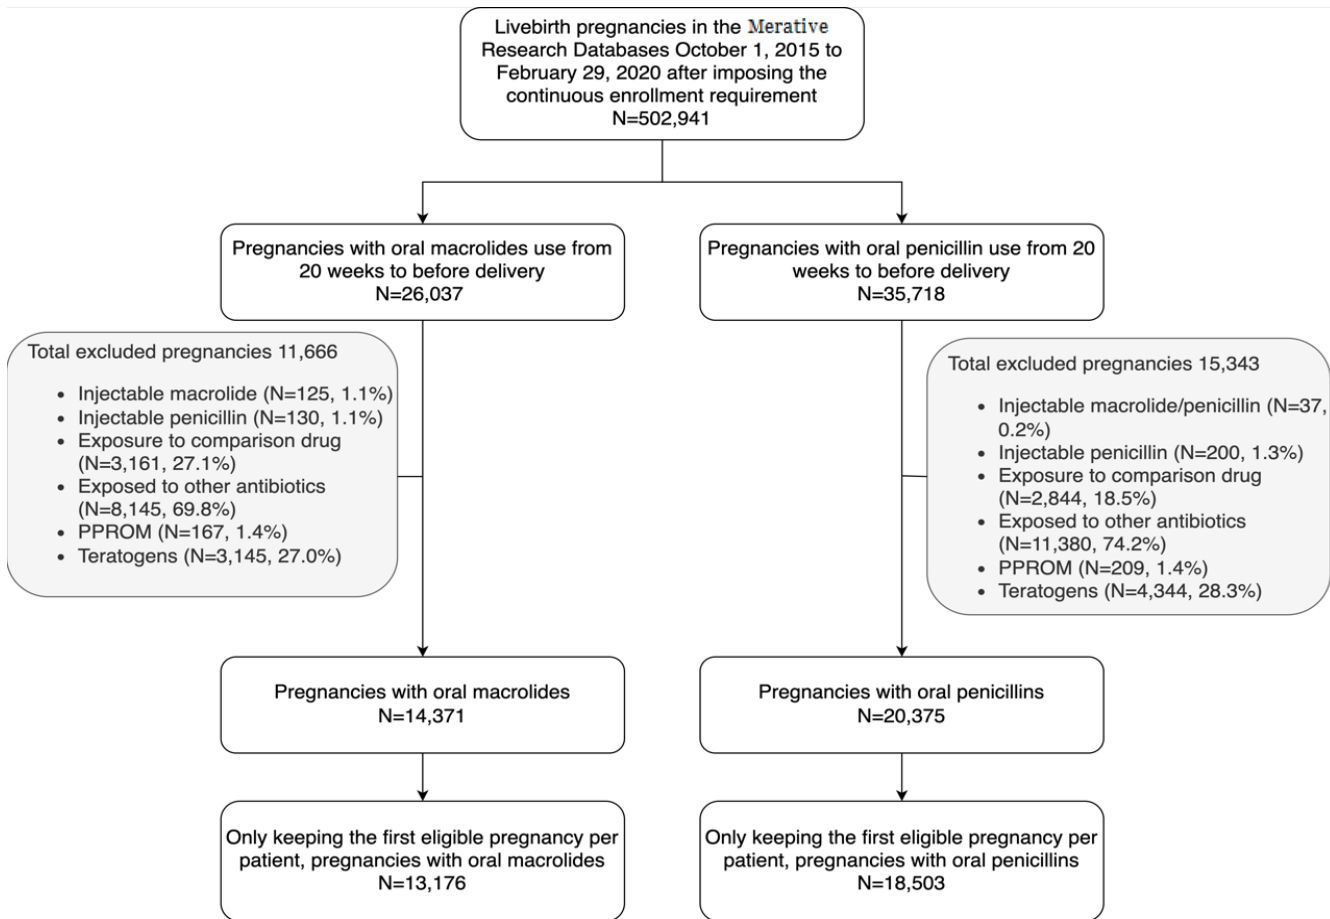 Livebirth pregnancies in the Merative
Research Databases October 1, 2015 to
February 29, 2020 after imposing the
continuous enrollment requirement
N=502,941
Pregnancies with oral macrolides use from
20 weeks to before delivery
N=26,037
Pregnancies with oral penicillin use from 20
weeks to before delivery
N=35,718
Total excluded pregnancies 11,666
• Injectable macrolide (N=125, 1.1%)
• Injectable penicillin (N=130, 1.1%)
• Exposure to comparison drug
(N=3,161, 27.1%)
• Exposed to other antibiotics
(N=8,145, 69.8%)
• PPROM (N=167, 1.4%)
• Teratogens (N=3,145, 27.0%)
Total excluded pregnancies 15,343
• Injectable macrolide/penicillin (N=37,
0.2%)
• Injectable penicillin (N=200, 1.3%)
• Exposure to comparison drug
(N=2,844, 18.5%)
• Exposed to other antibiotics
(N=11,380, 74.2%)
• PPROM (N=209, 1.4%)
• Teratogens (N=4,344, 28.3%)
Pregnancies with oral macrolides
N=14,371
Pregnancies with oral penicillins
N=20,375
Only keeping the first eligible pregnancy per
patient, pregnancies with oral macrolides
N=13,176
Only keeping the first eligible pregnancy per
patient, pregnancies with oral penicillins
N=18,503